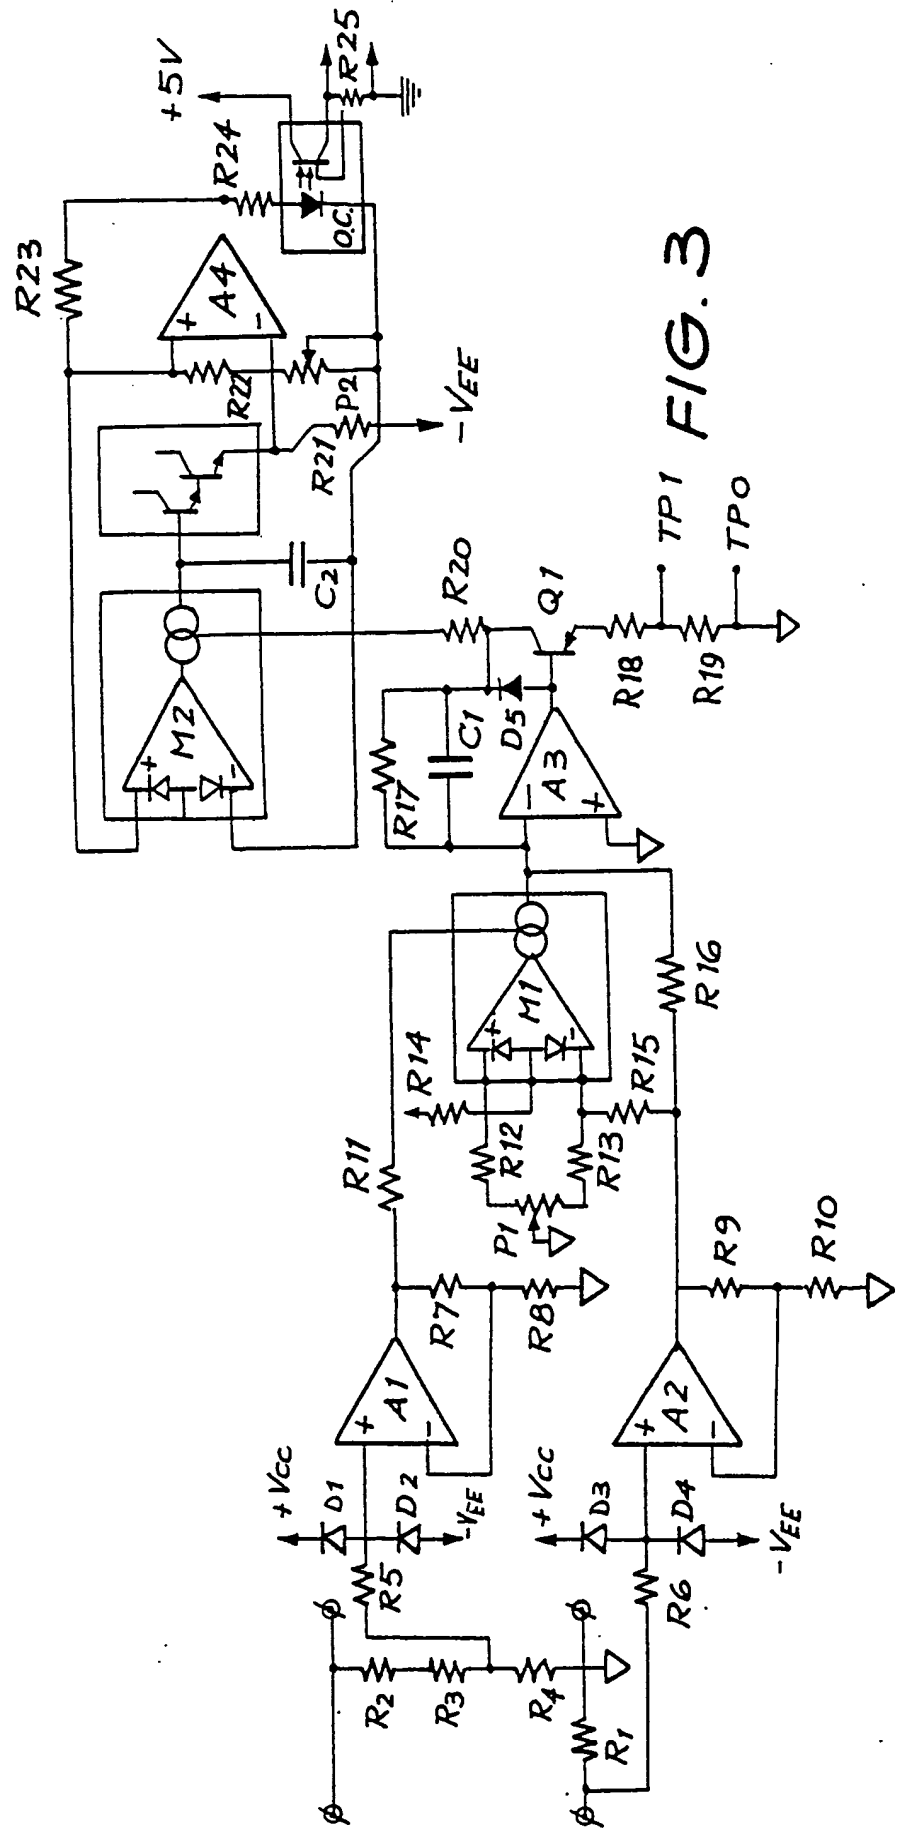 R23
+5V
R24
R25
O.C.
+
A4
-
R22
P2
R21
-VEE
M2
+
-
C2
R20
Q1
D5
C1
R17
A3
-
+
R18
R19
TP1
TP0
R11
R14
M1
+
-
R12
R13
P1
R15
R16
+VCC
D1
D2
-VEE
R5
+
A1
-
R7
R8
+VCC
D3
D4
-VEE
R6
+
A2
-
R9
R10
R2
R3
R4
R1
FIG. 3